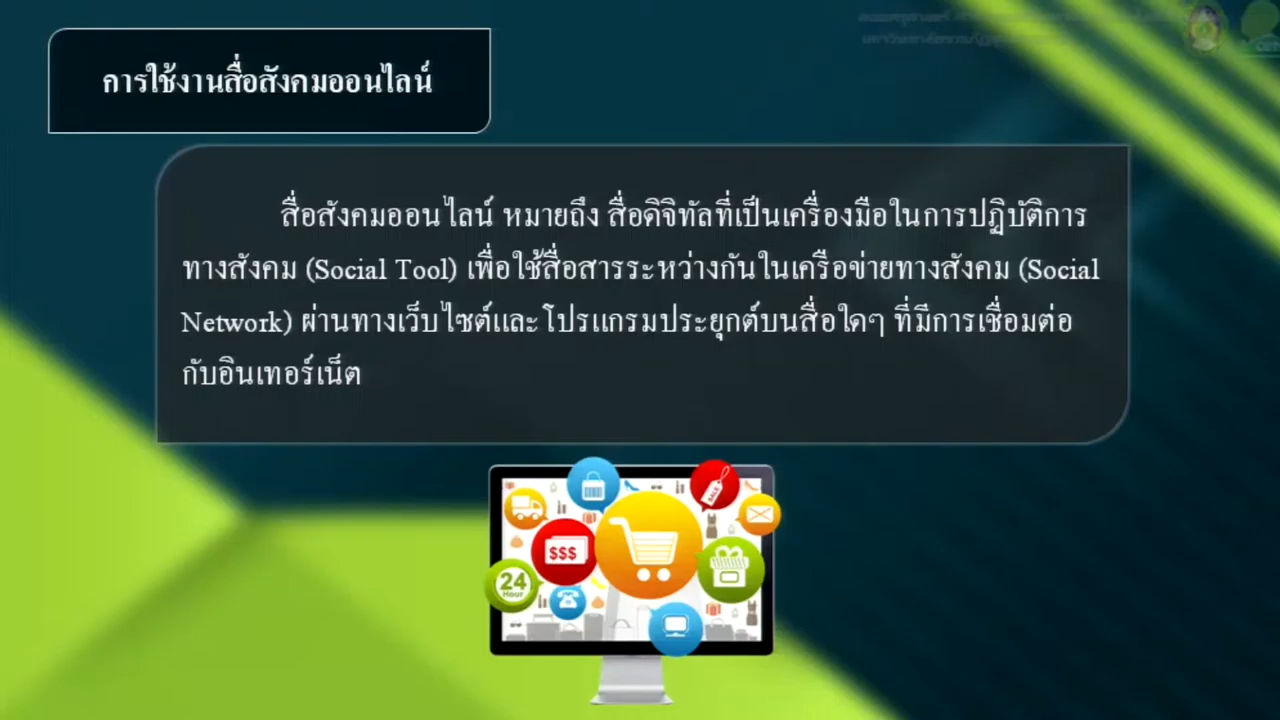 การใช้งานสื่อสังคมออนไลน์
สื่อสังคมออนไลน์ หมายถึง สื่อดิจิทัลที่เป็นเครื่องมือในการปฏิบัติการ
ทางสังคม (Social Tool) เพื่อใช้สื่อสารระหว่างกันในเครือข่ายทางสังคม (Social
Network) ผ่านทางเว็บไซต์และโปรแกรมประยุกต์บนสื่อใดๆ ที่มีการเชื่อมต่อ
กับอินเทอร์เน็ต
SALE
$$$
24
Hour